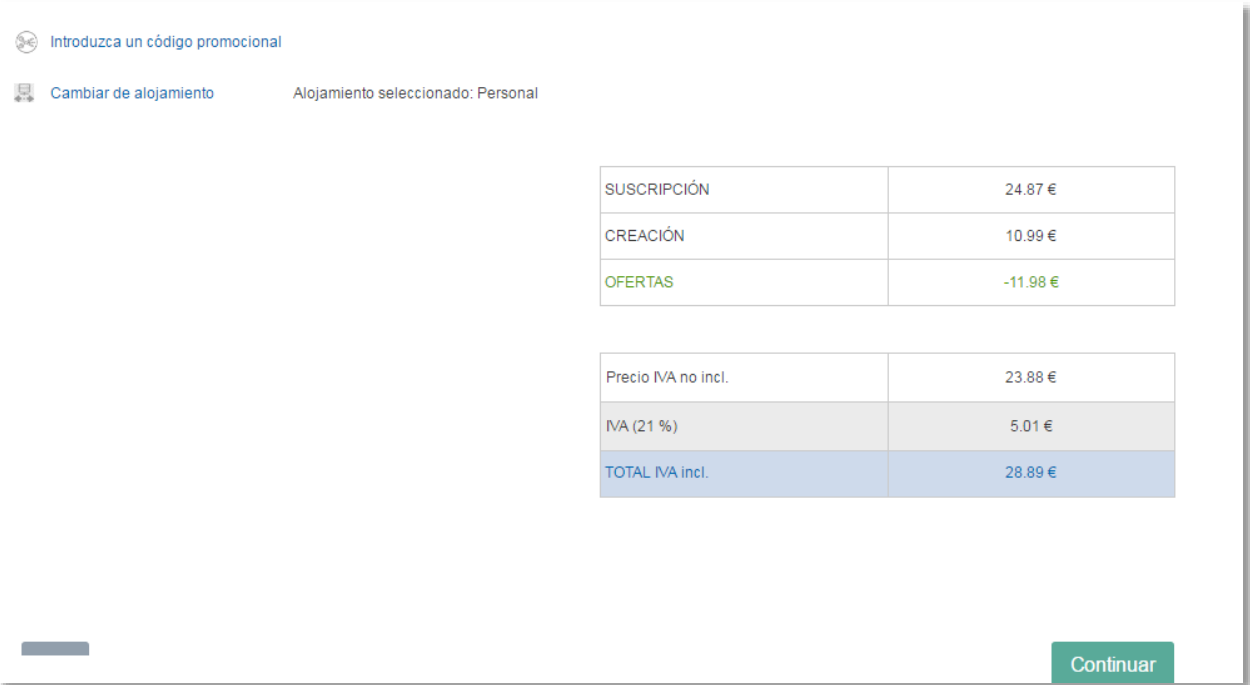 Introduzca un código promocional
Cambiar de alojamiento Alojamiento seleccionado: Personal
SUSCRIPCIÓN 24.87 €
CREACIÓN 10.99 €
OFERTAS -11.98 €
Precio IVA no incl. 23.88 €
IVA (21 %) 5.01 €
TOTAL IVA incl. 28.89 €
Continuar